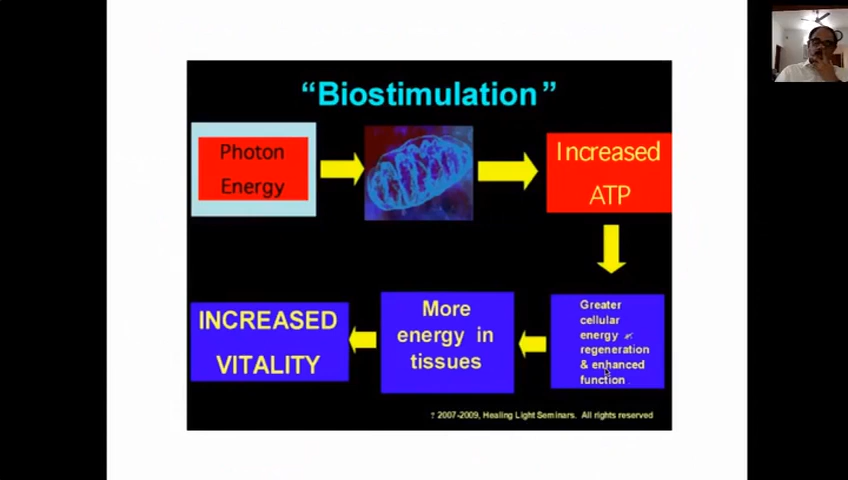 “Biostimulation”
Photon
Energy
Increased
ATP
Greater
cellular
energy
regeneration
& enhanced
function
More
energy in
tissues
INCREASED
VITALITY
2007-2009, Healing Light Seminars. All rights reserved